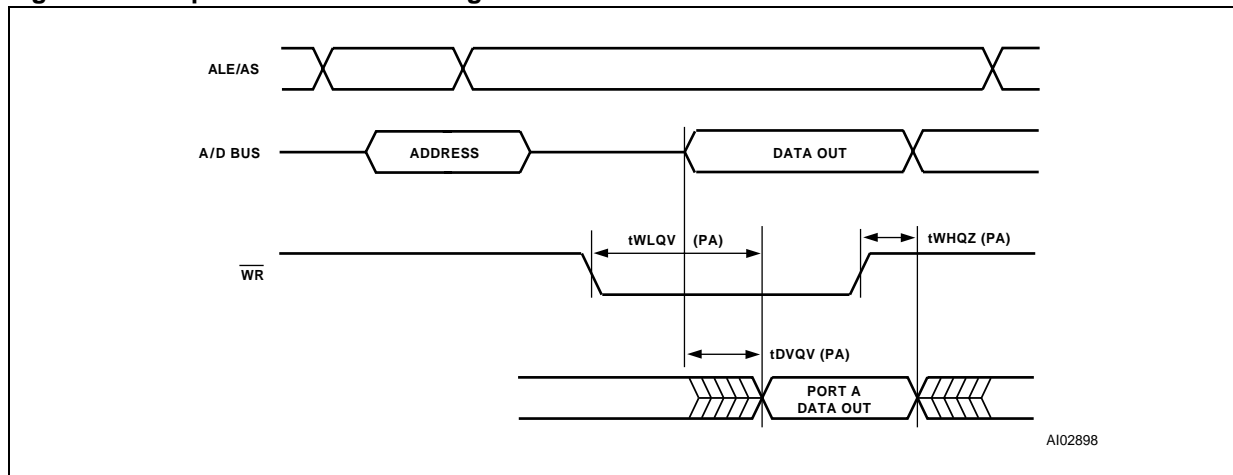 ALE/AS
A/D BUS
ADDRESS
DATA OUT
tWLQV (PA)
tWHQZ (PA)
WR
tDVQV (PA)
PORT A
DATA OUT
AI02898